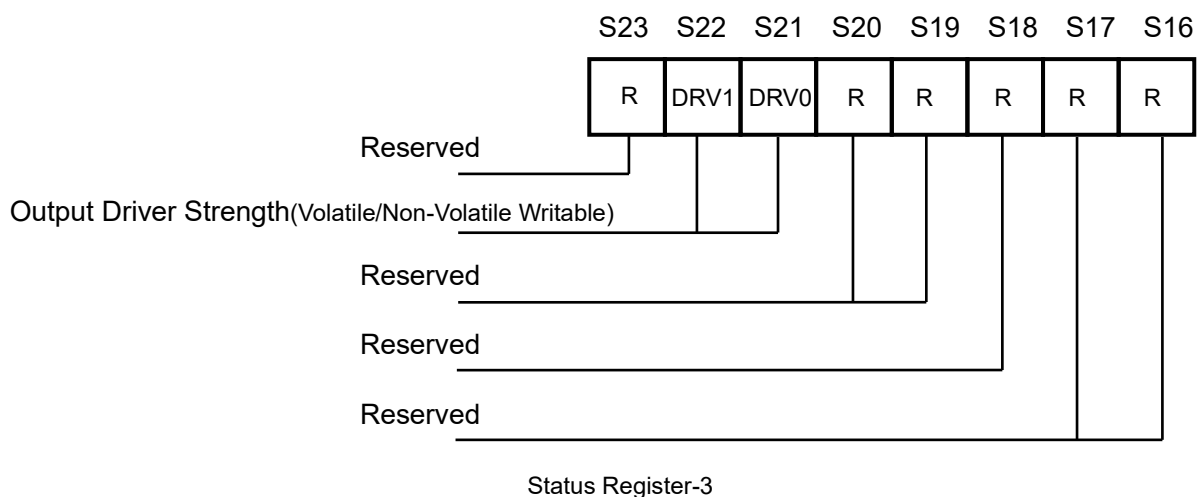 S23 S22 S21 S20 S19 S18 S17 S16
R DRV1 DRV0 R R R R R
Reserved
Output Driver Strength(Volatile/Non-Volatile Writable)
Reserved
Reserved
Reserved
Status Register-3